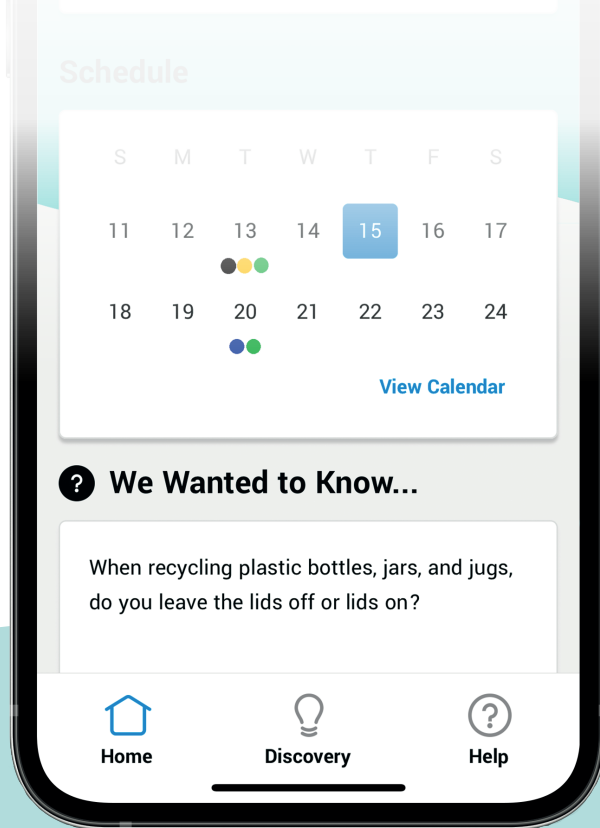 Schedule
S M T W T F S
11 12 13 14 15 16 17
18 19 20 21 22 23 24
View Calendar
? We Wanted to Know...
When recycling plastic bottles, jars, and jugs,
do you leave the lids off or lids on?
?
Home Discovery Help